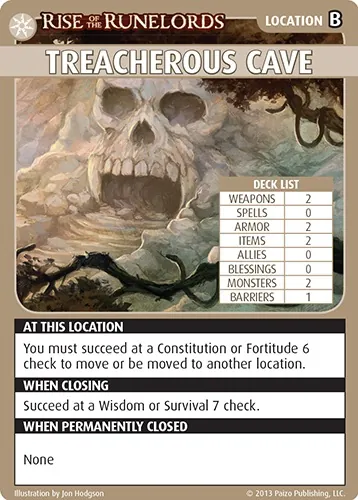 RISE OF THE RUNELORDS LOCATION B
TREACHEROUS CAVE
DECK LIST
WEAPONS 2
SPELLS 0
ARMOR 2
ITEMS 2
ALLIES 0
BLESSINGS 0
MONSTERS 2
BARRIERS 1
AT THIS LOCATION
You must succeed at a Constitution or Fortitude 6
check to move or be moved to another location.
WHEN CLOSING
Succeed at a Wisdom or Survival 7 check.
WHEN PERMANENTLY CLOSED
None
Illustration by Jon Hodgson © 2013 Paizo Publishing, LLC.